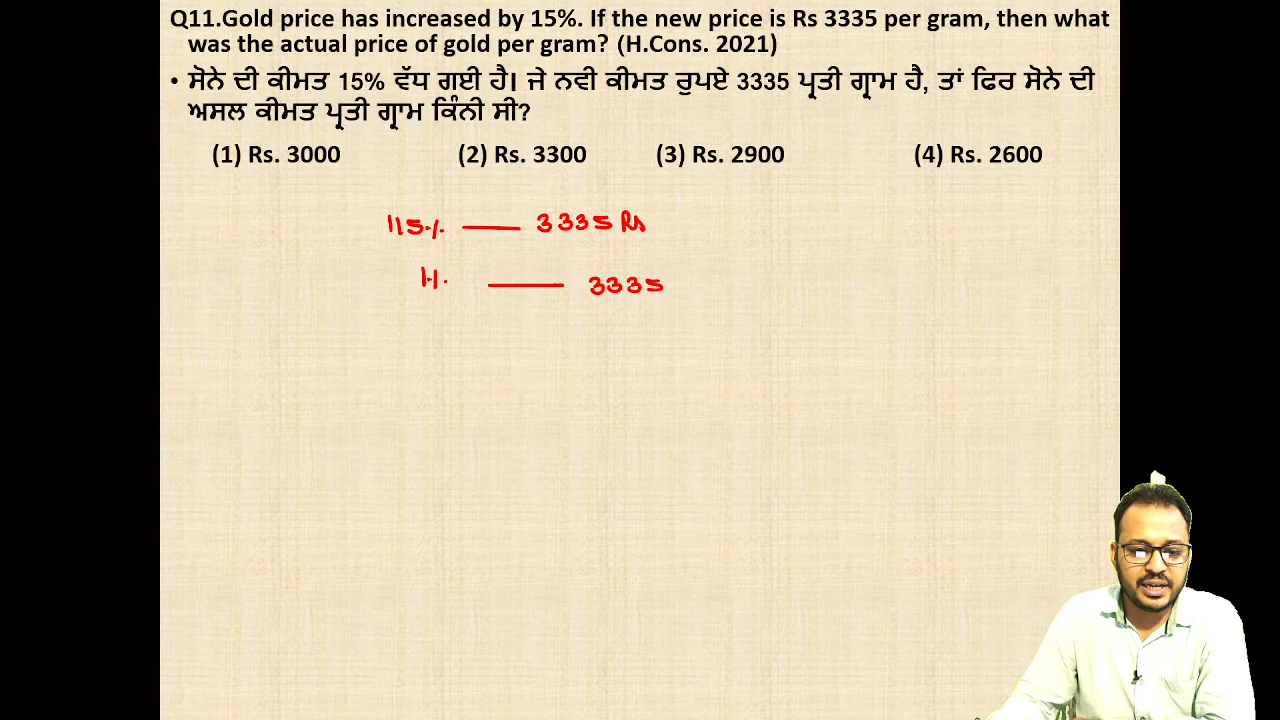 Q11.Gold price has increased by 15%. If the new price is Rs 3335 per gram, then what
was the actual price of gold per gram? (H.Cons. 2021)
• ਸੋਨੇ ਦੀ ਕੀਮਤ 15% ਵੱਧ ਗਈ ਹੈ। ਜੇ ਨਵੀ ਕੀਮਤ ਰੁਪਏ 3335 ਪ੍ਰਤੀ ਗ੍ਰਾਮ ਹੈ, ਤਾਂ ਫਿਰ ਸੋਨੇ ਦੀ
ਅਸਲ ਕੀਮਤ ਪ੍ਰਤੀ ਗ੍ਰਾਮ ਕਿੰਨੀ ਸੀ?
(1) Rs. 3000 (2) Rs. 3300 (3) Rs. 2900 (4) Rs. 2600
115% — 3335 Rs
1% — 3335